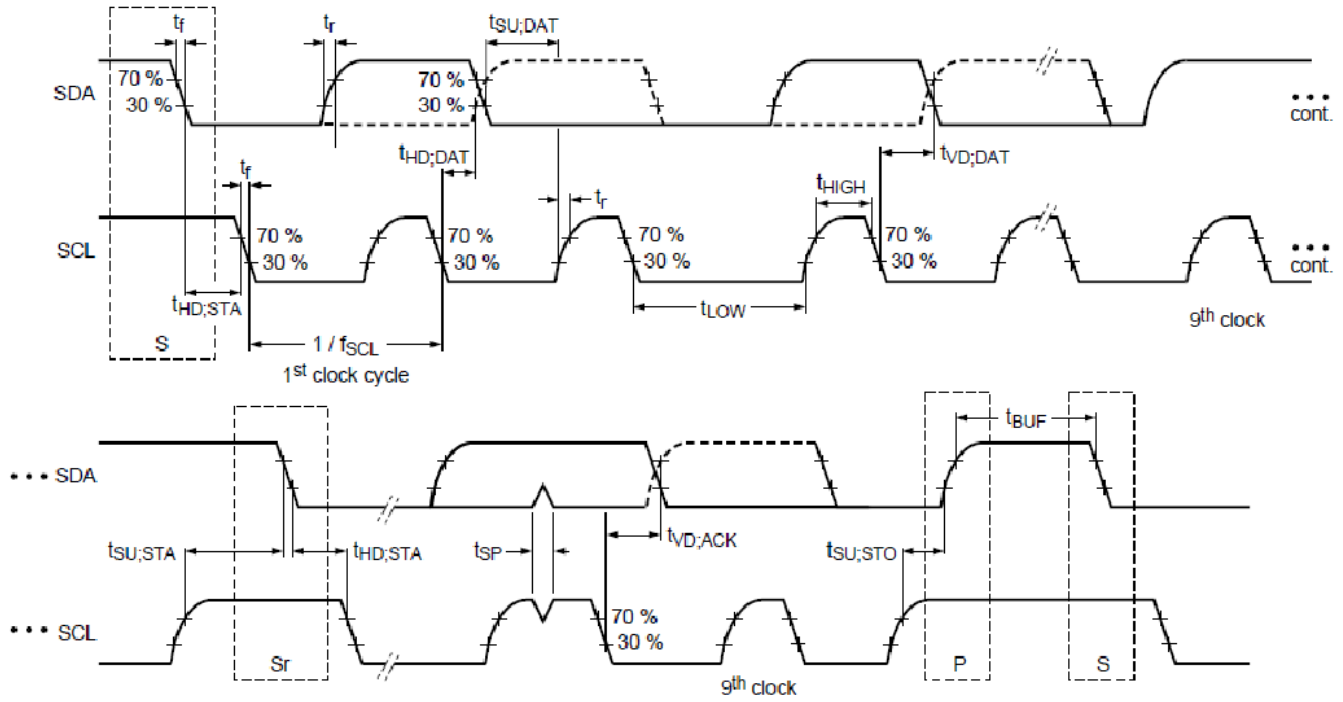 tf tr tSU;DAT
SDA 70 % 30 % 70 % 30 % cont.
tHD;DAT tVD;DAT
tf tr tHIGH
SCL 70 % 30 % 70 % 30 % 70 % 30 % 70 % 30 % cont.
tHD;STA tLOW 9th clock
S 1 / fSCL
1st clock cycle
tBUF
SDA
tSU;STA tHD;STA tSP tVD;ACK tSU;STO
SCL 70 % 30 %
Sr P S
9th clock